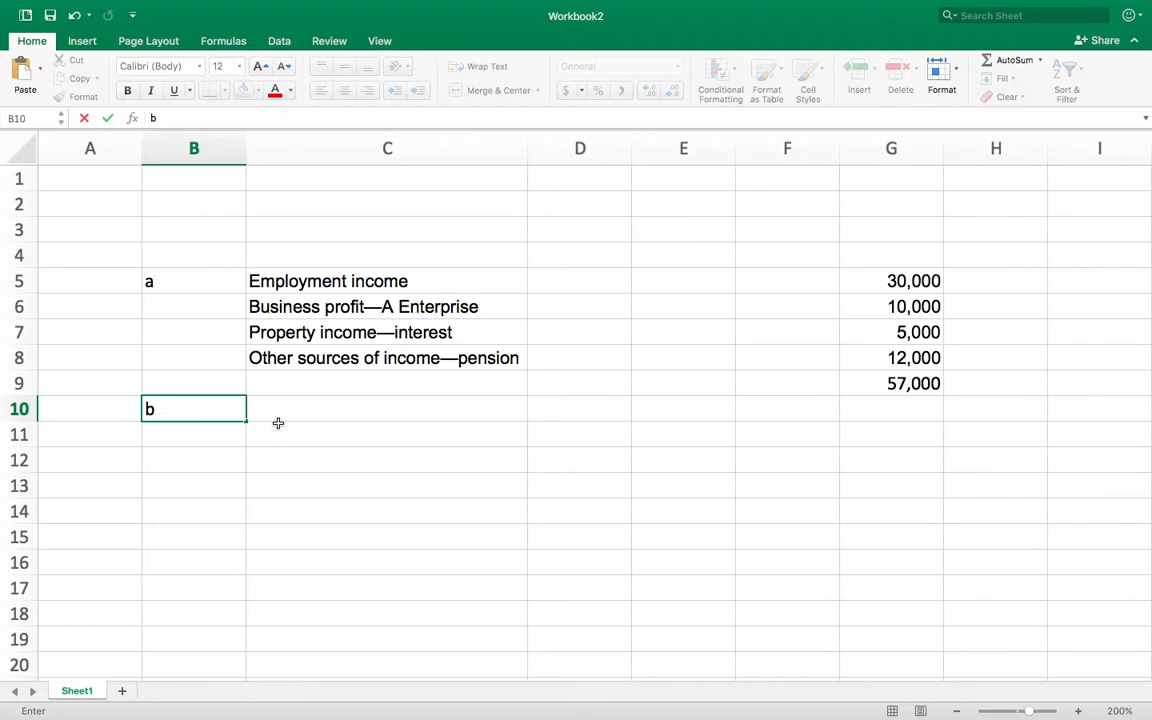 Workbook2
Search Sheet
Home Insert Page Layout Formulas Data Review View
Share
Paste
Cut
Copy
Format
Calibri (Body) 12
B I U
Wrap Text
Merge & Center
General
Conditional Formatting
Format as Table
Cell Styles
Insert
Delete
Format
AutoSum
Fill
Clear
Sort & Filter
B10 fx b
A B C D E F G H I
1
2
3
4
5 a Employment income 30,000
6 Business profit—A Enterprise 10,000
7 Property income—interest 5,000
8 Other sources of income—pension 12,000
9 57,000
10 b
11
12
13
14
15
16
17
18
19
20
Sheet1
Enter 200%